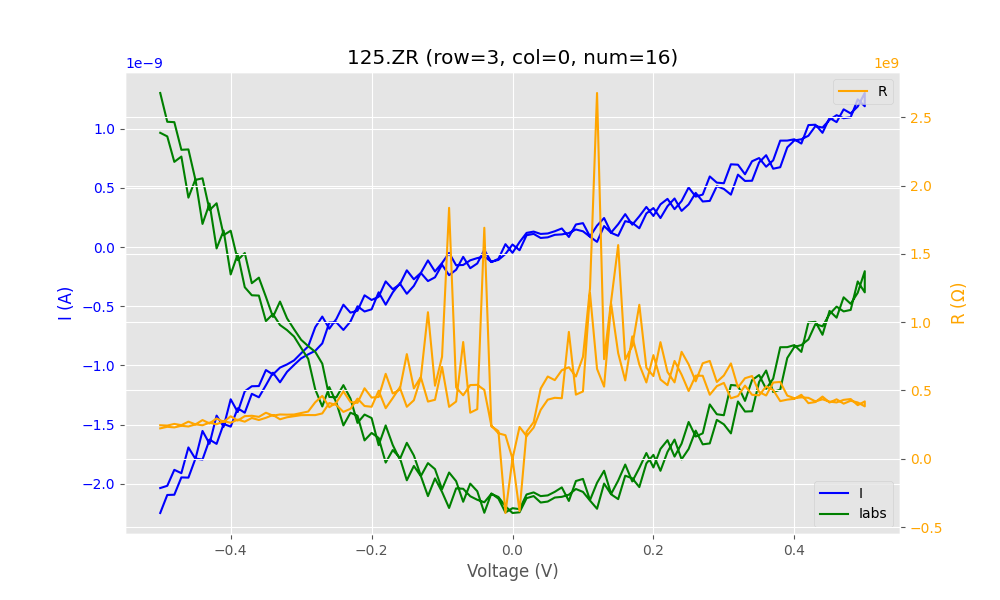 125.ZR (row=3, col=0, num=16)
1e−9
1e9
R
1.0
0.5
0.0
−0.5
−1.0
−1.5
−2.0
I (A)
2.5
2.0
1.5
1.0
0.5
0.0
−0.5
R (Ω)
I
Iabs
−0.4
−0.2
0.0
0.2
0.4
Voltage (V)